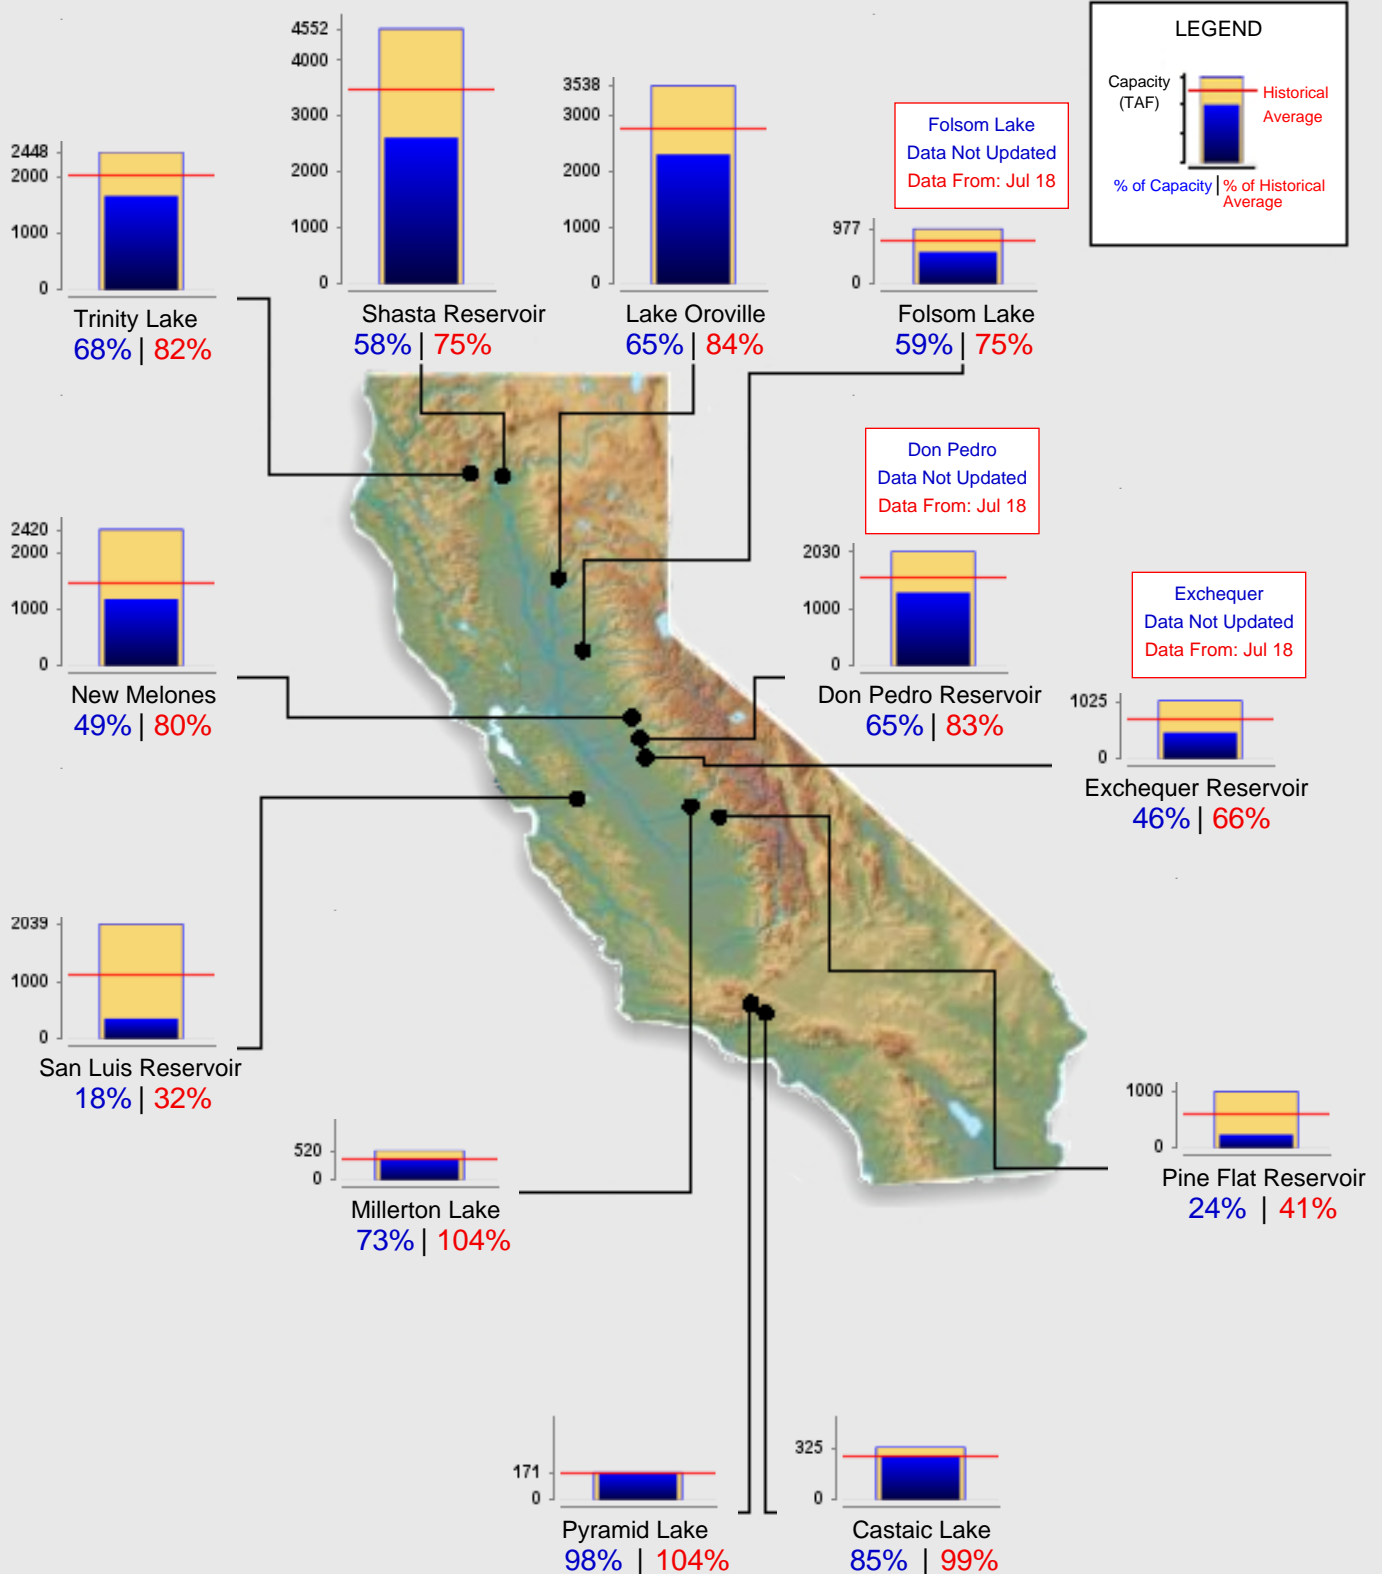 4552
4000
3000
2000
1000
0
Shasta Reservoir
58% | 75%
3538
3000
2000
1000
0
Lake Oroville
65% | 84%
Folsom Lake
Data Not Updated
Data From: Jul 18
977
0
Folsom Lake
59% | 75%
LEGEND
Capacity
(TAF)
Historical
Average
% of Capacity | % of Historical
Average
2448
2000
1000
0
Trinity Lake
68% | 82%
2420
2000
1000
0
New Melones
49% | 80%
Don Pedro
Data Not Updated
Data From: Jul 18
2030
1000
0
Don Pedro Reservoir
65% | 83%
Exchequer
Data Not Updated
Data From: Jul 18
1025
0
Exchequer Reservoir
46% | 66%
2039
1000
0
San Luis Reservoir
18% | 32%
520
0
Millerton Lake
73% | 104%
1000
0
Pine Flat Reservoir
24% | 41%
171
0
Pyramid Lake
98% | 104%
325
0
Castaic Lake
85% | 99%